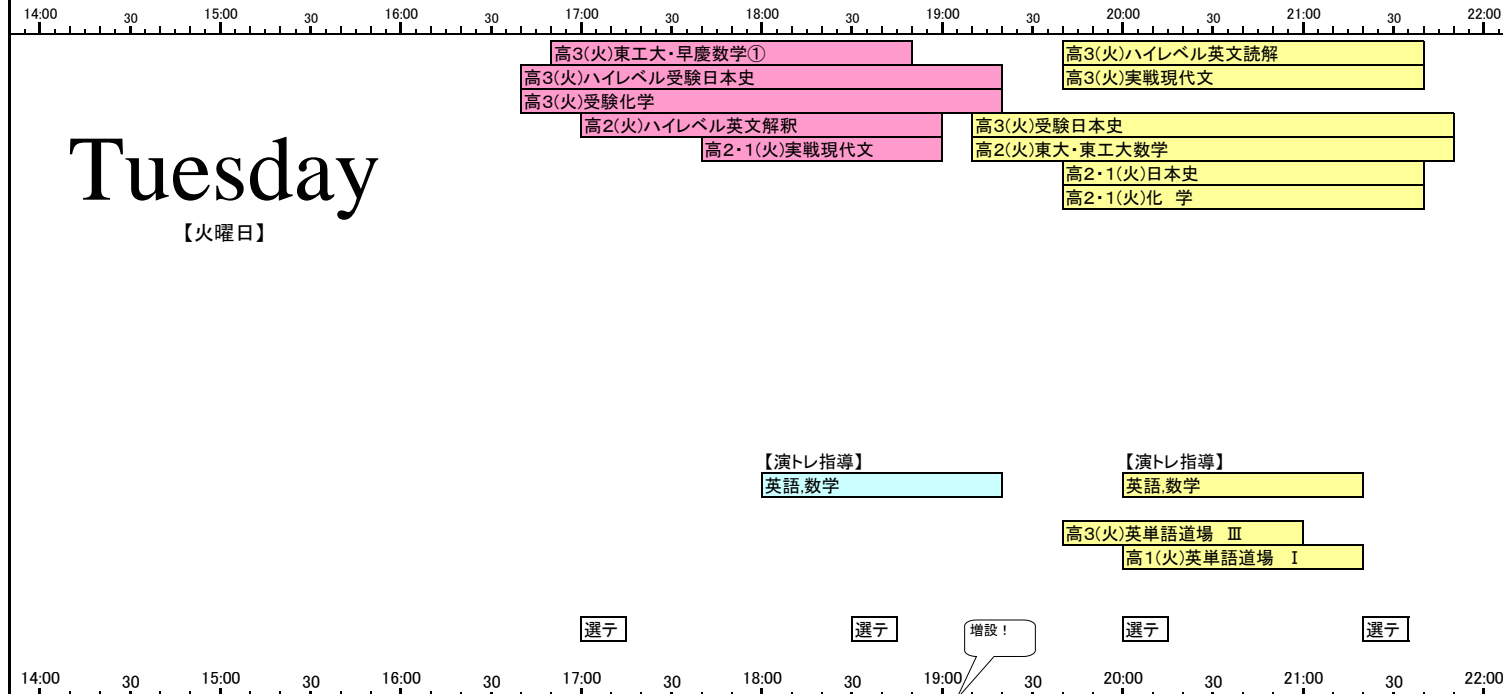 14:00 30 15:00 30 16:00 30 17:00 30 18:00 30 19:00 30 20:00 30 21:00 30 22:00
高3(火)東工大・早慶数学① 高3(火)ハイレベル英文読解
高3(火)ハイレベル受験日本史 高3(火)実戦現代文
高3(火)受験化学
高2(火)ハイレベル英文解釈 高3(火)受験日本史
高2・1(火)実戦現代文 高2(火)東大・東工大数学
高2・1(火)日本史
高2・1(火)化　学
Tuesday
【火曜日】
【演トレ指導】 【演トレ指導】
英語,数学 英語,数学
高3(火)英単語道場　Ⅲ
高1(火)英単語道場　Ⅰ
選テ 選テ 増設！ 選テ 選テ
14:00 30 15:00 30 16:00 30 17:00 30 18:00 30 19:00 30 20:00 30 21:00 30 22:00